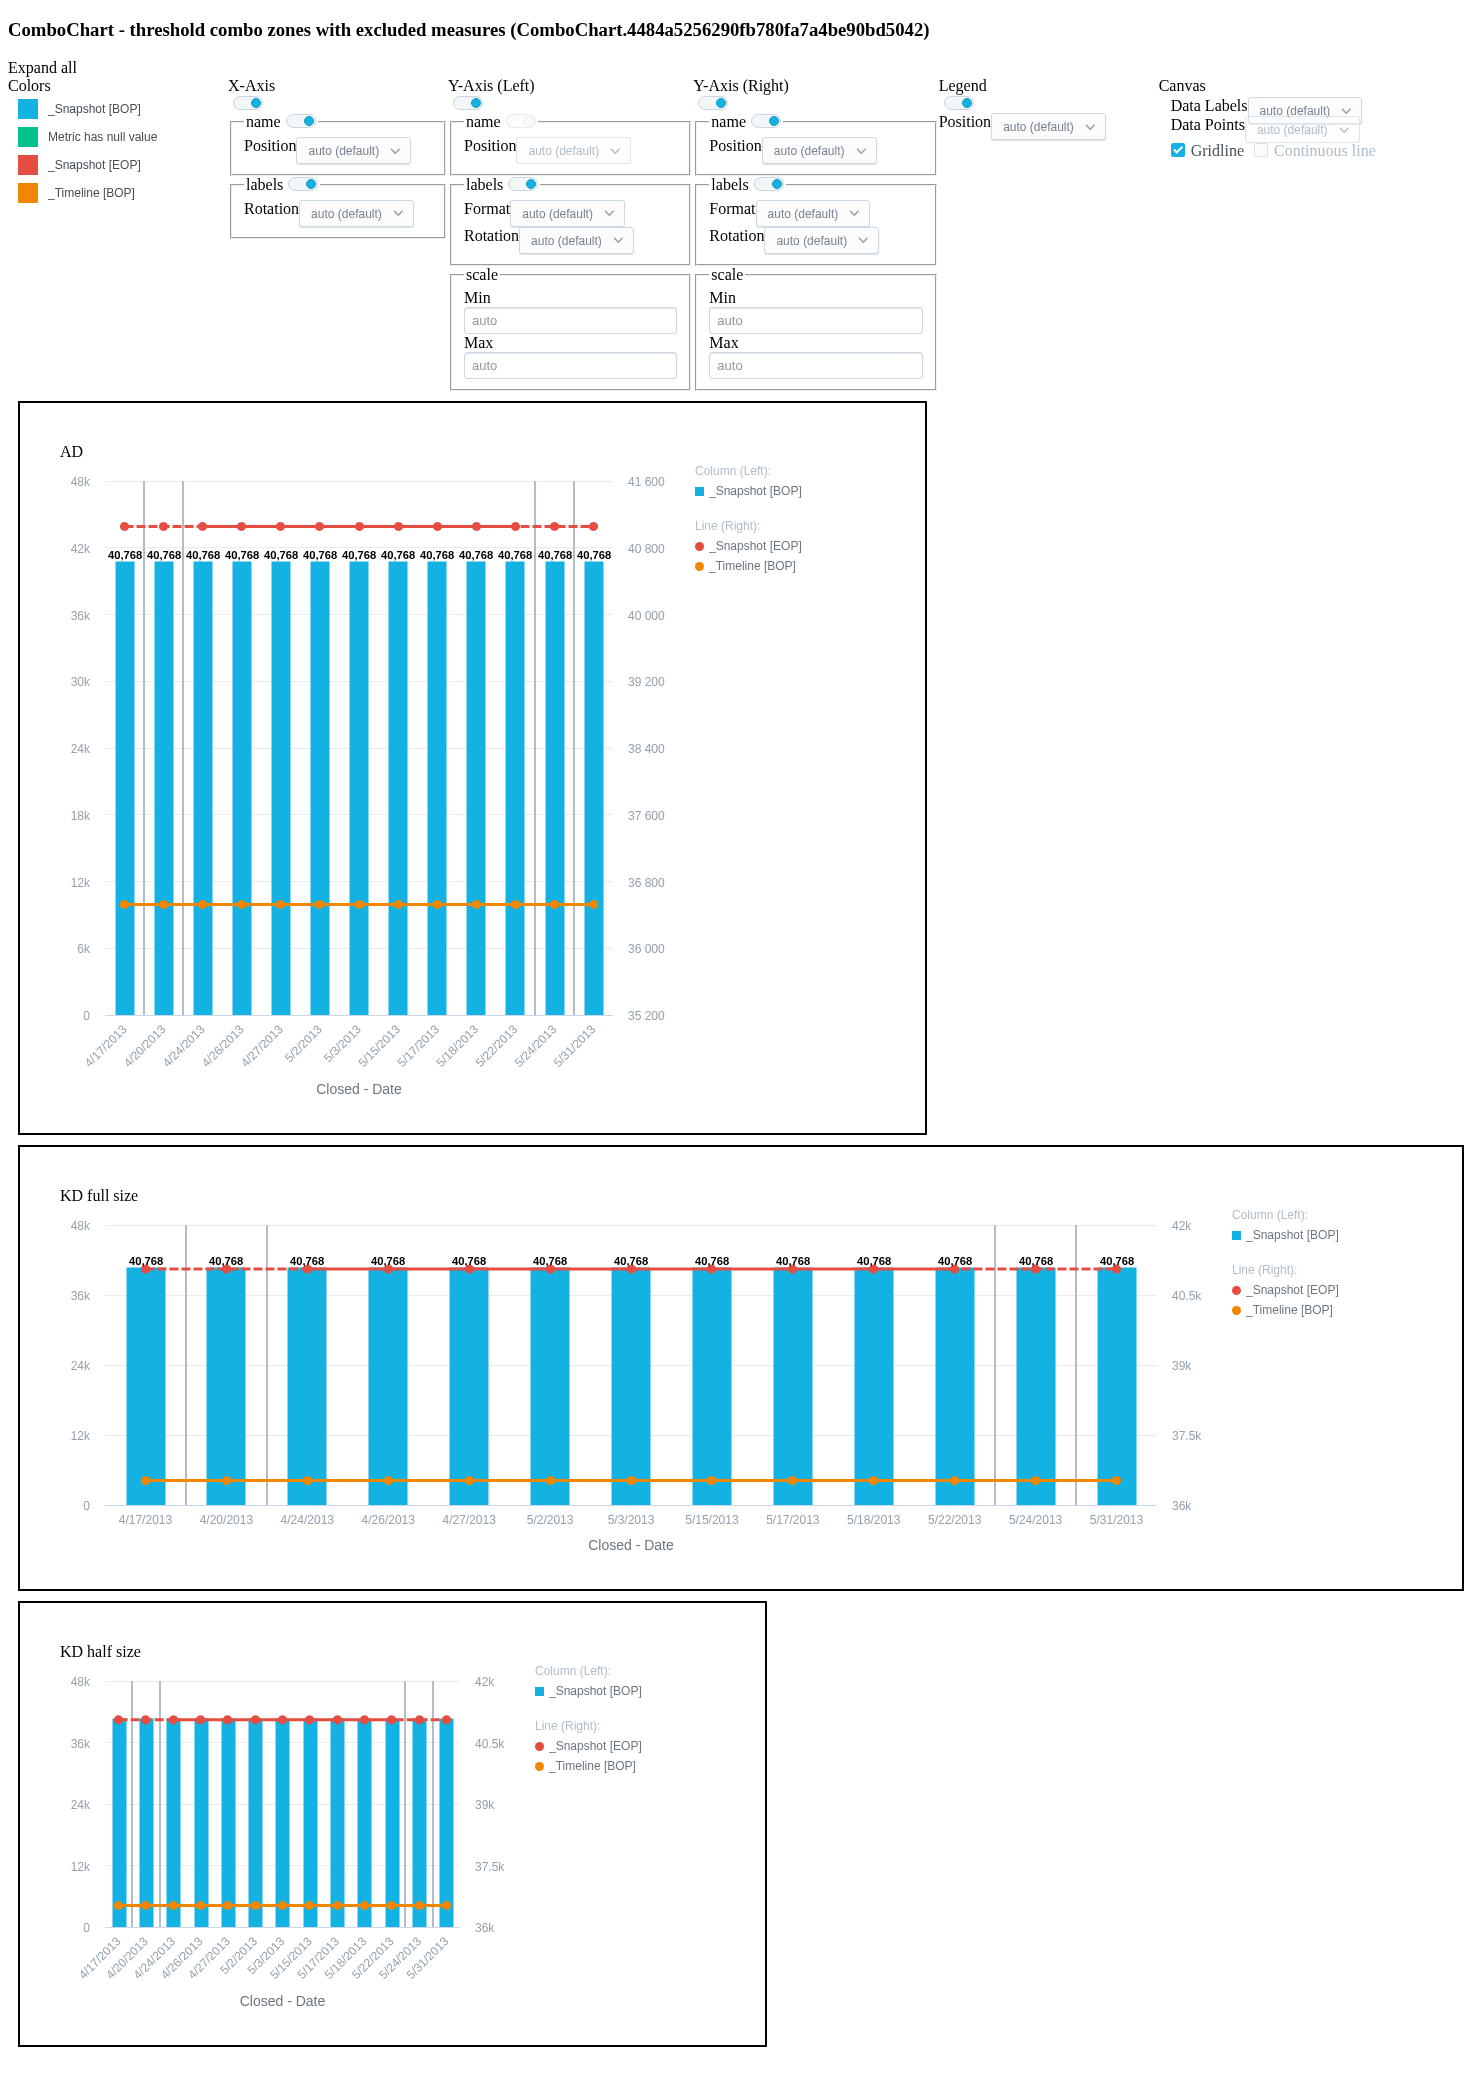 ComboChart - threshold combo zones with excluded measures (ComboChart.4484a5256290fb780fa7a4be90bd5042)
Expand all
Colors
_Snapshot [BOP]
Metric has null value
_Snapshot [EOP]
_Timeline [BOP]
X-Axis
name
Position auto (default)
labels
Rotation auto (default)
Y-Axis (Left)
name
Position auto (default)
labels
Format auto (default)
Rotation auto (default)
scale
Min
auto
Max
auto
Y-Axis (Right)
name
Position auto (default)
labels
Format auto (default)
Rotation auto (default)
scale
Min
auto
Max
auto
Legend
Position auto (default)
Canvas
Data Labels auto (default)
Data Points auto (default)
Gridline Continuous line
AD
48k
42k
36k
30k
24k
18k
12k
6k
0
40,768 40,768 40,768 40,768 40,768 40,768 40,768 40,768 40,768 40,768 40,768 40,768 40,768
41 600
40 800
40 000
39 200
38 400
37 600
36 800
36 000
35 200
4/17/2013 4/20/2013 4/24/2013 4/26/2013 4/27/2013 5/2/2013 5/3/2013 5/15/2013 5/17/2013 5/18/2013 5/22/2013 5/24/2013 5/31/2013
Closed - Date
Column (Left):
_Snapshot [BOP]
Line (Right):
_Snapshot [EOP]
_Timeline [BOP]
KD full size
48k
36k
24k
12k
0
40,768 40,768 40,768 40,768 40,768 40,768 40,768 40,768 40,768 40,768 40,768 40,768 40,768
42k
40.5k
39k
37.5k
36k
4/17/2013 4/20/2013 4/24/2013 4/26/2013 4/27/2013 5/2/2013 5/3/2013 5/15/2013 5/17/2013 5/18/2013 5/22/2013 5/24/2013 5/31/2013
Closed - Date
Column (Left):
_Snapshot [BOP]
Line (Right):
_Snapshot [EOP]
_Timeline [BOP]
KD half size
48k
36k
24k
12k
0
42k
40.5k
39k
37.5k
36k
4/17/2013 4/20/2013 4/24/2013 4/26/2013 4/27/2013 5/2/2013 5/3/2013 5/15/2013 5/17/2013 5/18/2013 5/22/2013 5/24/2013 5/31/2013
Closed - Date
Column (Left):
_Snapshot [BOP]
Line (Right):
_Snapshot [EOP]
_Timeline [BOP]